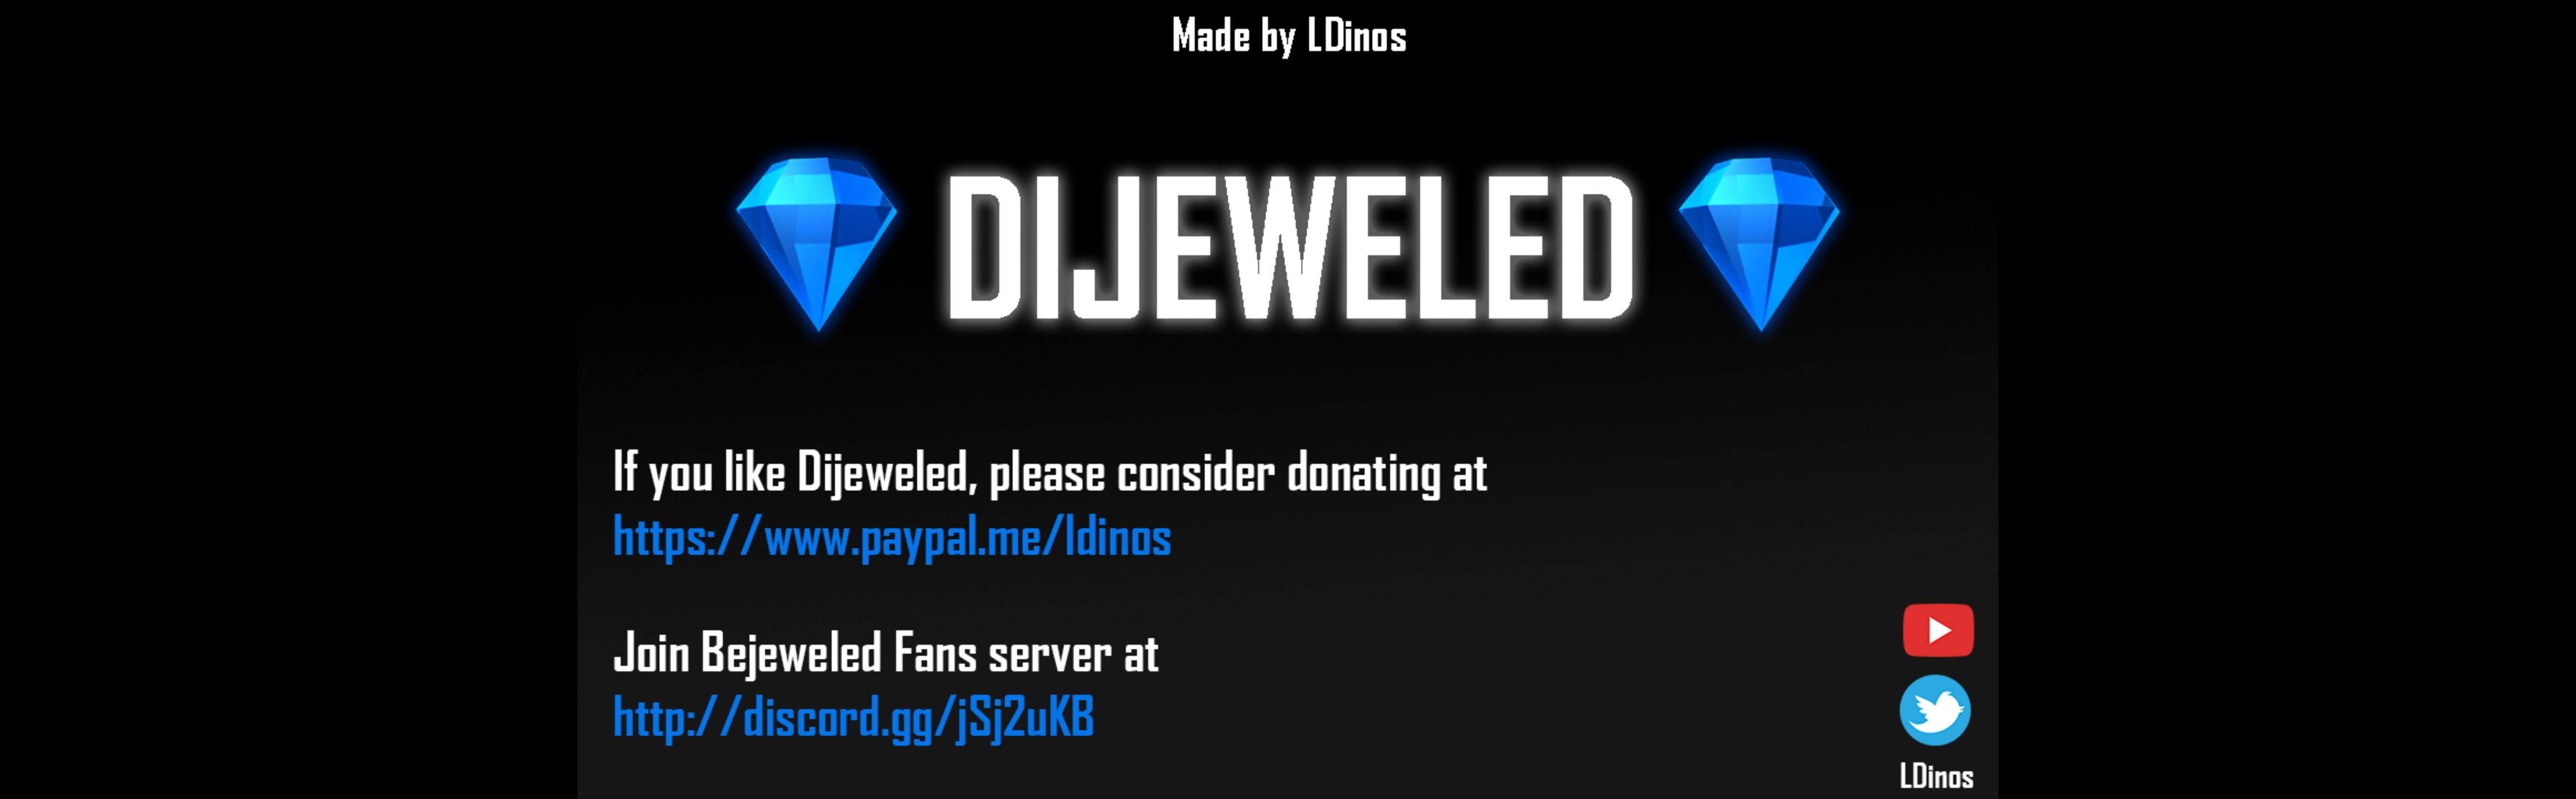 Made by LDinos
DIJEWELED
If you like Dijeweled, please consider donating at
https://www.paypal.me/ldinos
Join Bejeweled Fans server at
http://discord.gg/jSj2uKB
LDinos